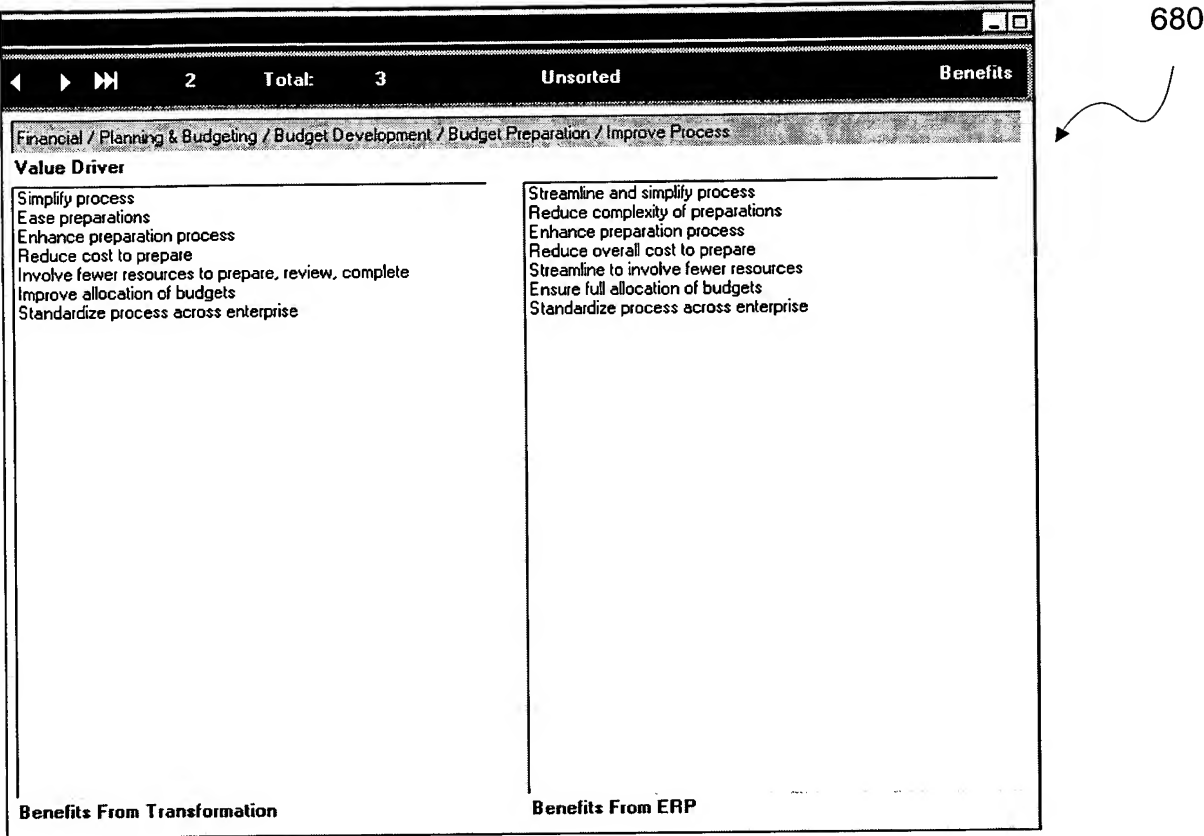 680
2 Total: 3 Unsorted Benefits
Financial / Planning & Budgeting / Budget Development / Budget Preparation / Improve Process
Value Driver
Simplify process
Ease preparations
Enhance preparation process
Reduce cost to prepare
Involve fewer resources to prepare, review, complete
Improve allocation of budgets
Standardize process across enterprise
Benefits From Transformation
Streamline and simplify process
Reduce complexity of preparations
Enhance preparation process
Reduce overall cost to prepare
Streamline to involve fewer resources
Ensure full allocation of budgets
Standardize process across enterprise
Benefits From ERP